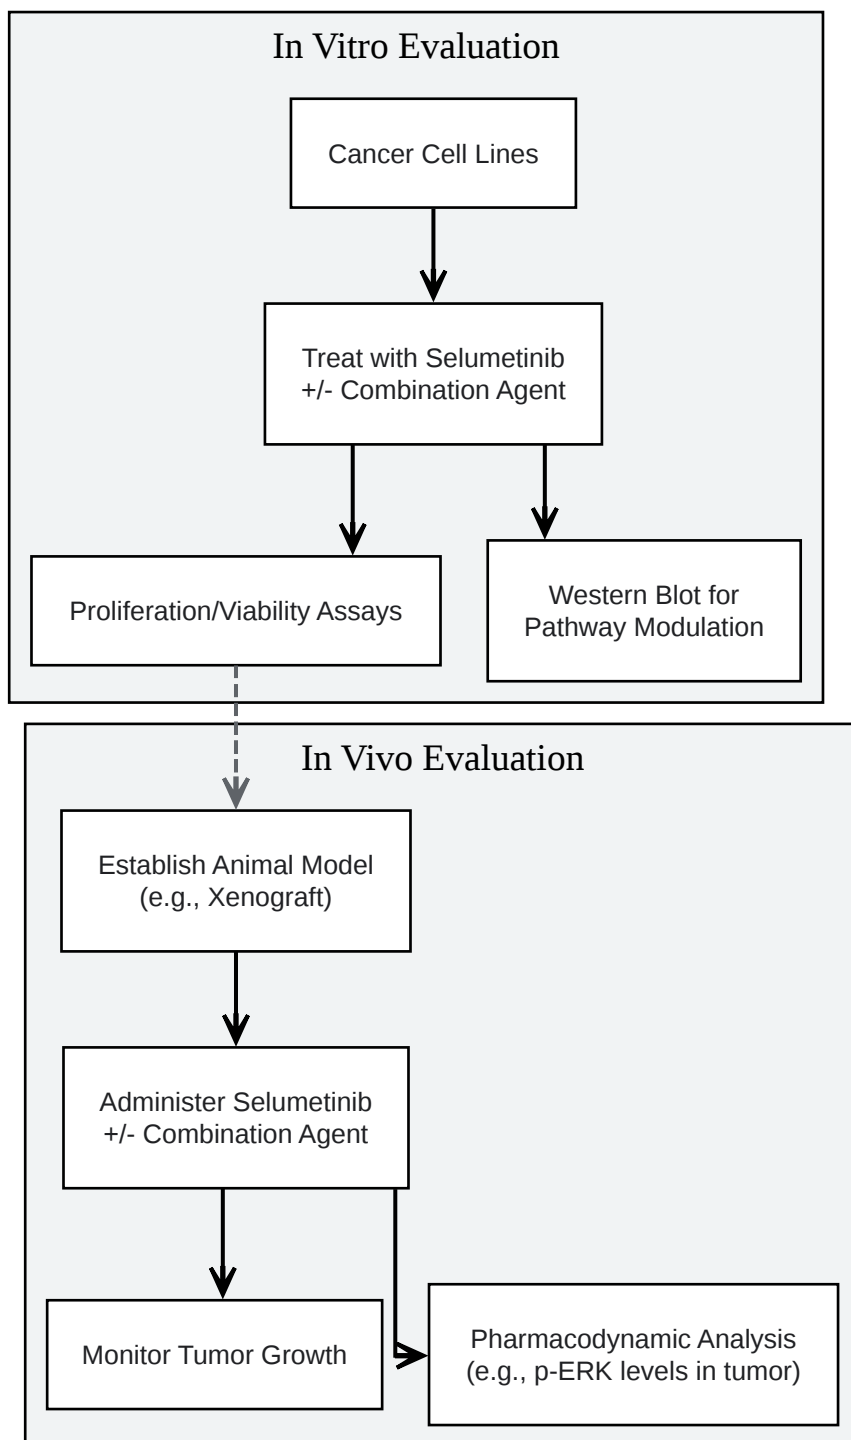 In Vitro Evaluation
Cancer Cell Lines
Treat with Selumetinib
+/- Combination Agent
Proliferation/Viability Assays
Western Blot for
Pathway Modulation
In Vivo Evaluation
Establish Animal Model
(e.g., Xenograft)
Administer Selumetinib
+/- Combination Agent
Monitor Tumor Growth
Pharmacodynamic Analysis
(e.g., p-ERK levels in tumor)